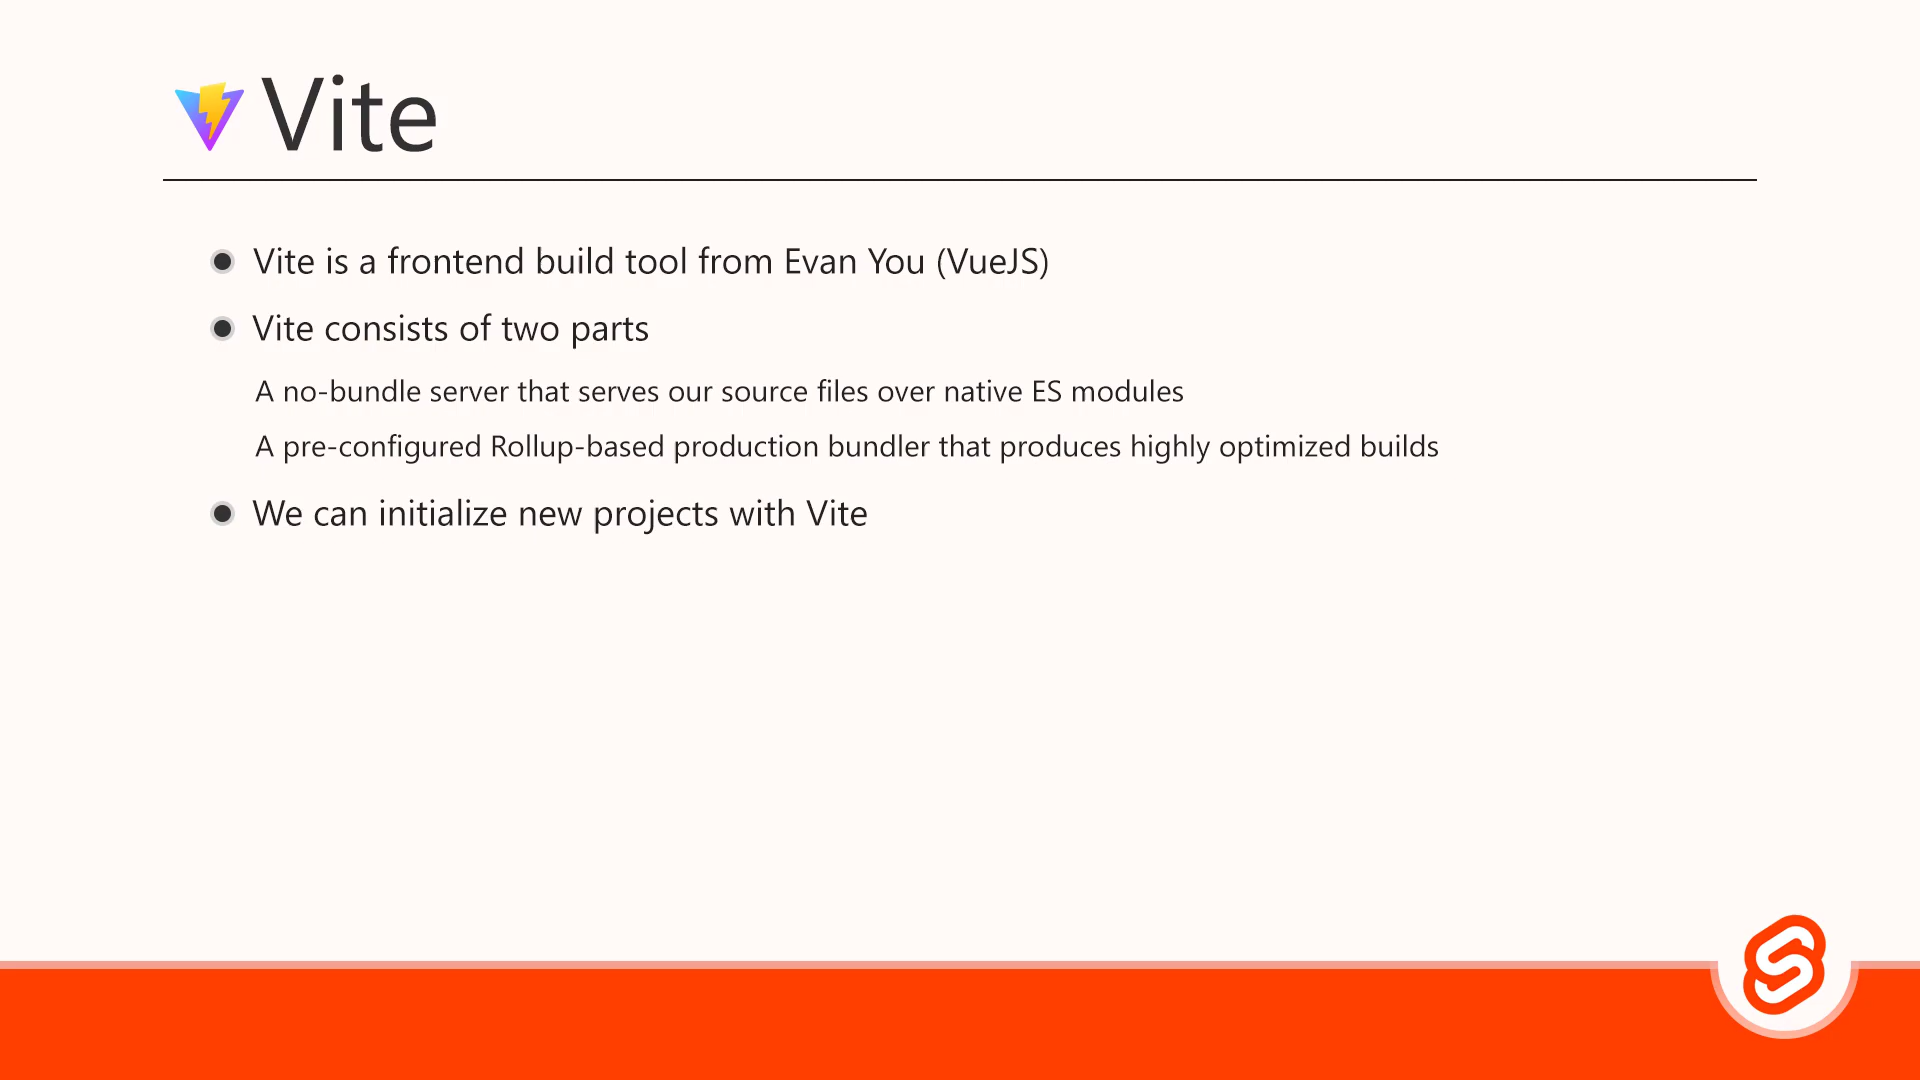 Vite
Vite is a frontend build tool from Evan You (VueJS)
Vite consists of two parts
A no-bundle server that serves our source files over native ES modules
A pre-configured Rollup-based production bundler that produces highly optimized builds
We can initialize new projects with Vite